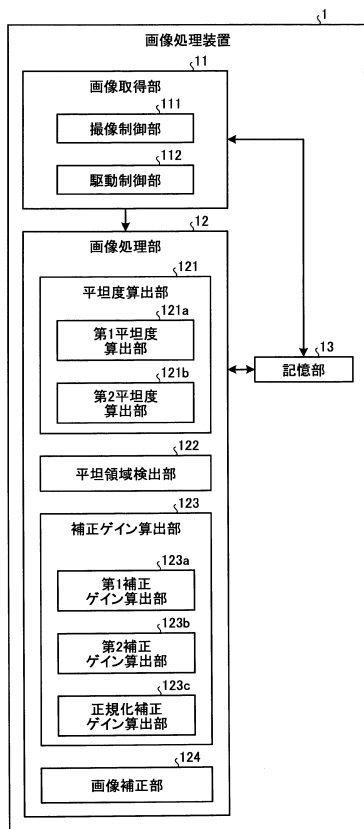 1
画像処理装置
11
画像取得部
111
撮像制御部
112
駆動制御部
12
画像処理部
121
平坦度算出部
121a
第1平坦度
算出部
121b
第2平坦度
算出部
13
記憶部
122
平坦領域検出部
123
補正ゲイン算出部
123a
第1補正
ゲイン算出部
123b
第2補正
ゲイン算出部
123c
正規化補正
ゲイン算出部
124
画像補正部